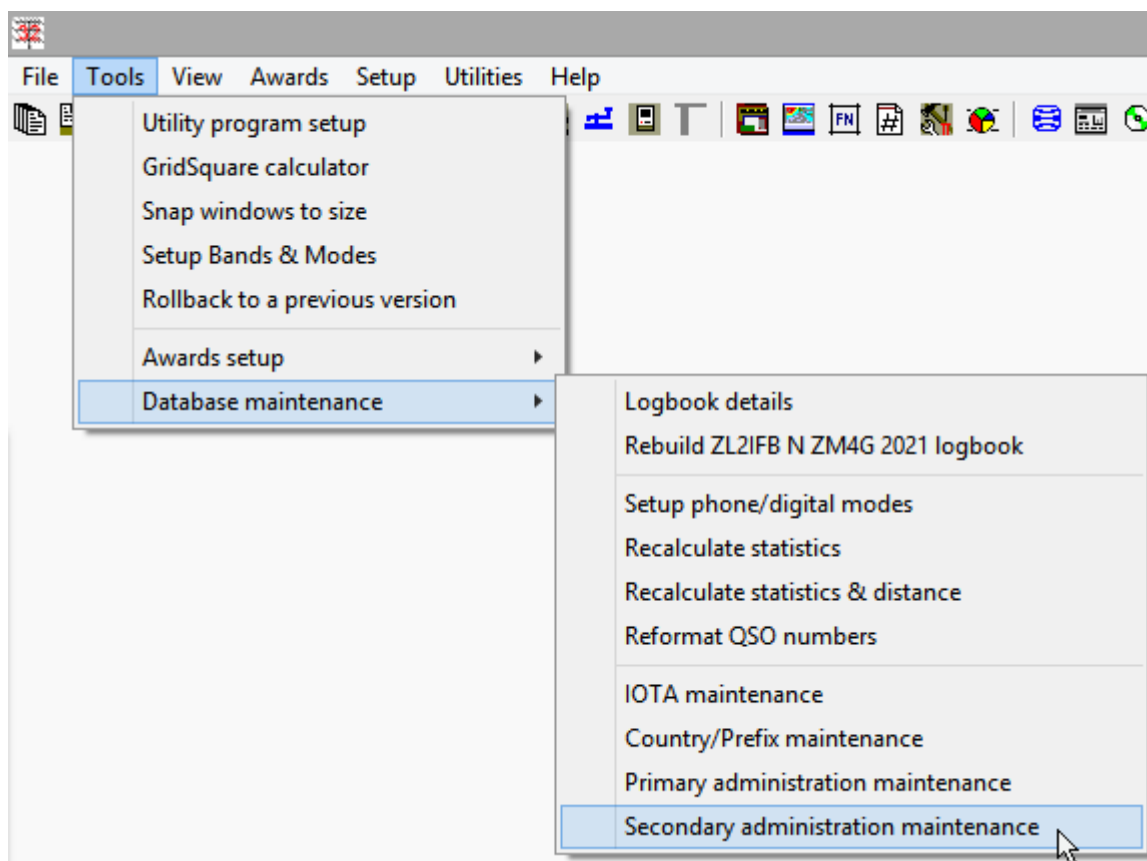 32
File Tools View Awards Setup Utilities Help
FN
#
Utility program setup
GridSquare calculator
Snap windows to size
Setup Bands & Modes
Rollback to a previous version
Awards setup
Database maintenance
Logbook details
Rebuild ZL2IFB N ZM4G 2021 logbook
Setup phone/digital modes
Recalculate statistics
Recalculate statistics & distance
Reformat QSO numbers
IOTA maintenance
Country/Prefix maintenance
Primary administration maintenance
Secondary administration maintenance